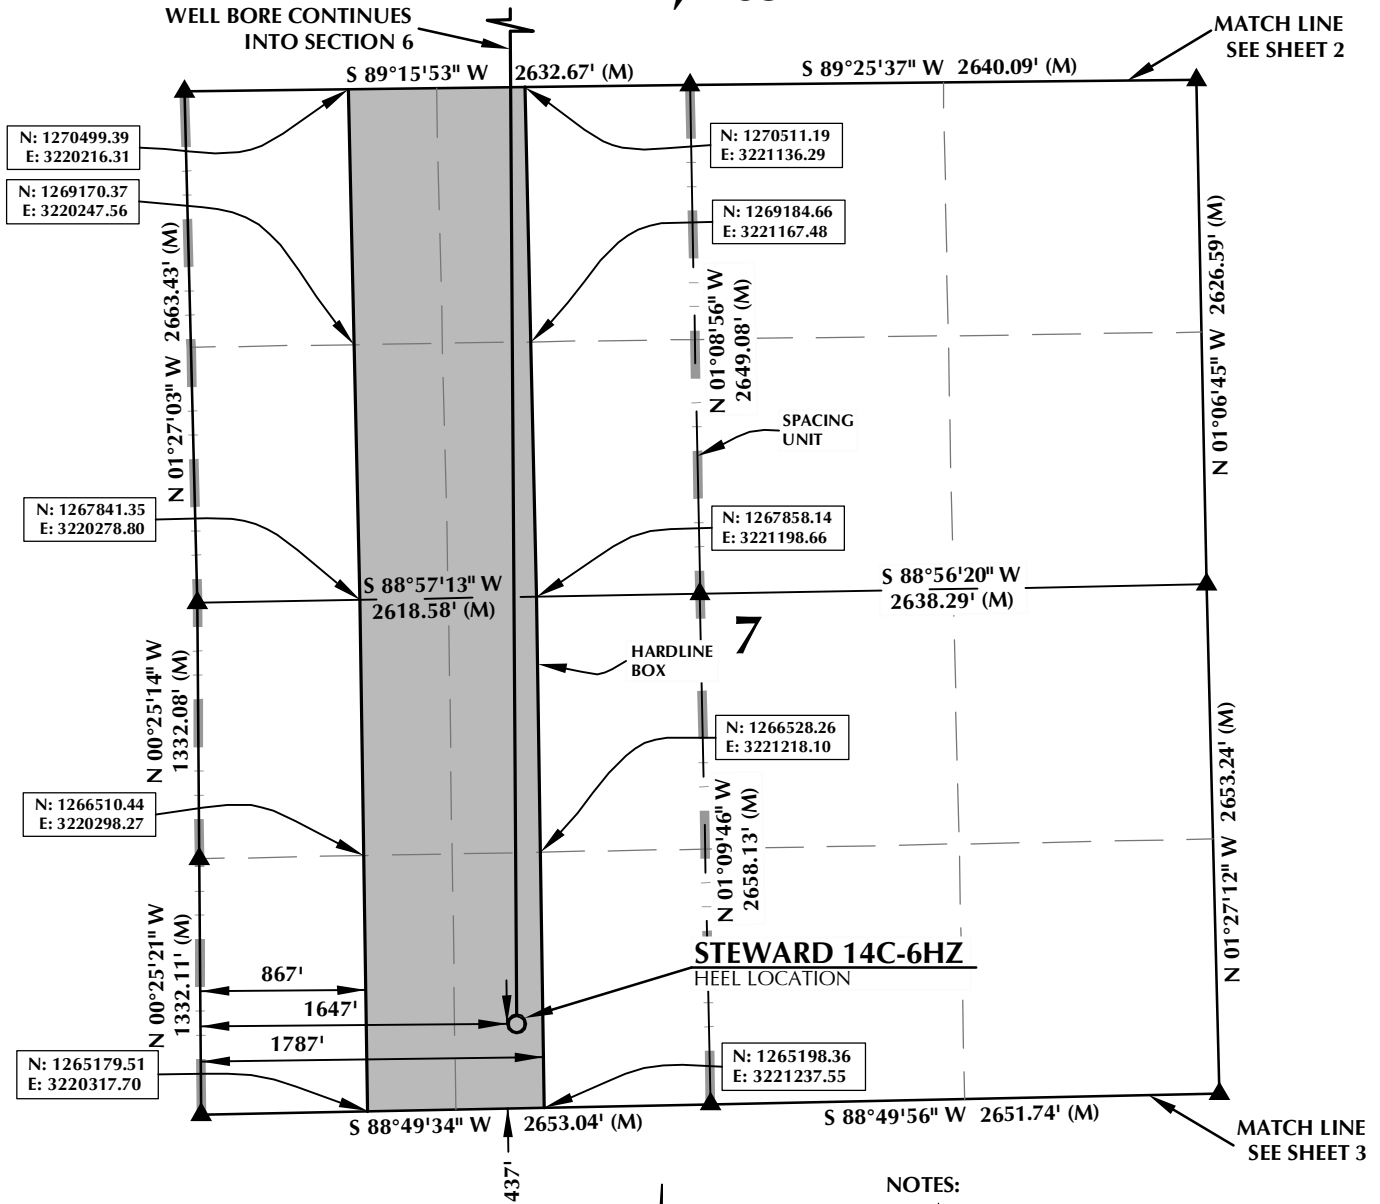 WELL BORE CONTINUES
INTO SECTION 6
MATCH LINE
SEE SHEET 2
S 89°15'53" W 2632.67' (M)
S 89°25'37" W 2640.09' (M)
N: 1270499.39
E: 3220216.31
N: 1270511.19
E: 3221136.29
N: 1269170.37
E: 3220247.56
N: 1269184.66
E: 3221167.48
N 01°27'03" W 2663.43' (M)
N 01°08'56" W
2649.08' (M)
N 01°06'45" W 2626.59' (M)
SPACING
UNIT
N: 1267841.35
E: 3220278.80
N: 1267858.14
E: 3221198.66
S 88°57'13" W
2618.58' (M)
S 88°56'20" W
2638.29' (M)
7
HARDLINE
BOX
N 00°25'14" W
1332.08' (M)
N: 1266528.26
E: 3221218.10
N: 1266510.44
E: 3220298.27
N 01°09'46" W
2658.13' (M)
N 01°27'12" W 2653.24' (M)
STEWARD 14C-6HZ
HEEL LOCATION
N 00°25'21" W
1332.11' (M)
867'
1647'
1787'
N: 1265179.51
E: 3220317.70
N: 1265198.36
E: 3221237.55
S 88°49'34" W 2653.04' (M)
S 88°49'56" W 2651.74' (M)
MATCH LINE
SEE SHEET 3
437'
NOTES: